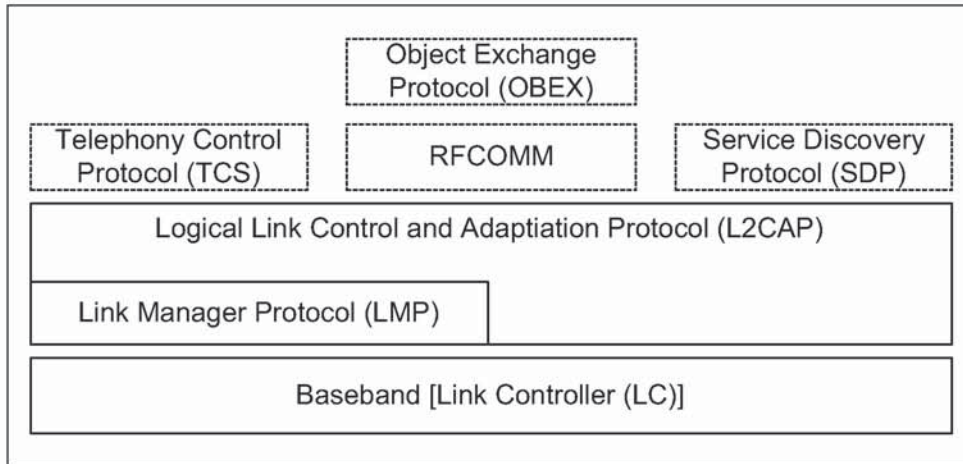 Object Exchange
Protocol (OBEX)
Telephony Control
Protocol (TCS)
RFCOMM
Service Discovery
Protocol (SDP)
Logical Link Control and Adaptiation Protocol (L2CAP)
Link Manager Protocol (LMP)
Baseband [Link Controller (LC)]